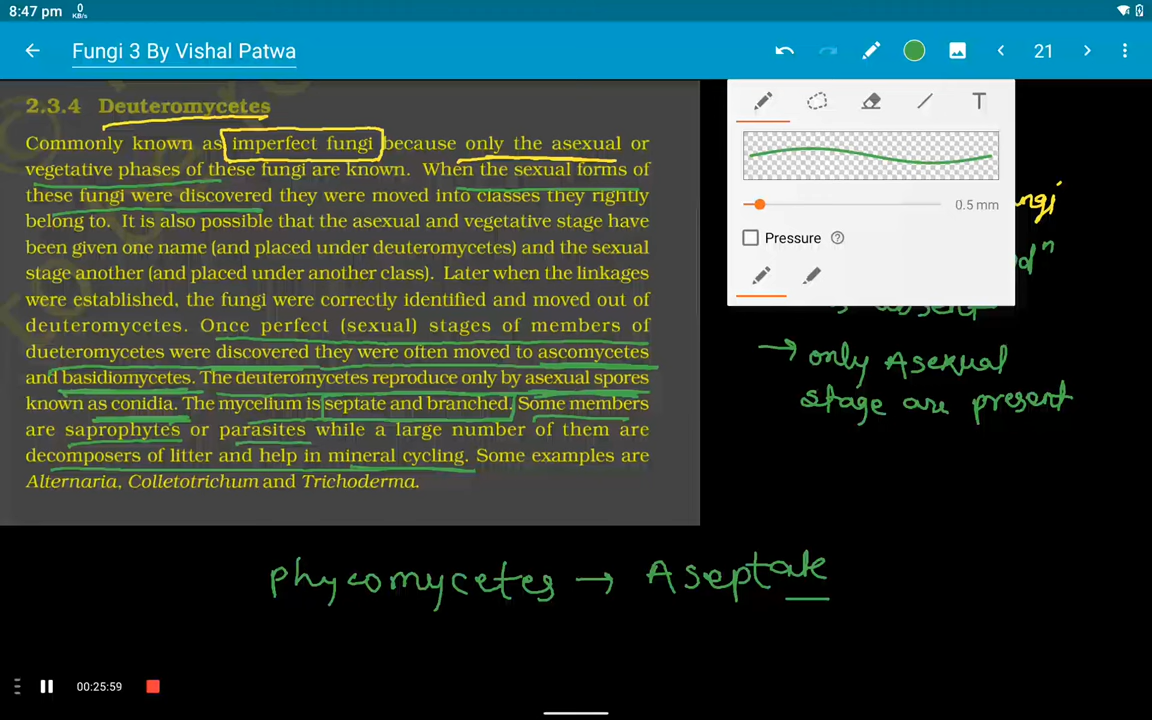 8:47 pm 0 KB/s
Fungi 3 By Vishal Patwa 21
2.3.4 Deuteromycetes
Commonly known as imperfect fungi because only the asexual or
vegetative phases of these fungi are known. When the sexual forms of
these fungi were discovered they were moved into classes they rightly
belong to. It is also possible that the asexual and vegetative stage have
been given one name (and placed under deuteromycetes) and the sexual
stage another (and placed under another class). Later when the linkages
were established, the fungi were correctly identified and moved out of
deuteromycetes. Once perfect (sexual) stages of members of
dueteromycetes were discovered they were often moved to ascomycetes
and basidiomycetes. The deuteromycetes reproduce only by asexual spores
known as conidia. The mycelium is septate and branched. Some members
are saprophytes or parasites while a large number of them are
decomposers of litter and help in mineral cycling. Some examples are
Alternaria, Colletotrichum and Trichoderma.
T
0.5 mm
Pressure
→ only Asexual
stage are present
phycomycetes → Aseptate
00:25:59